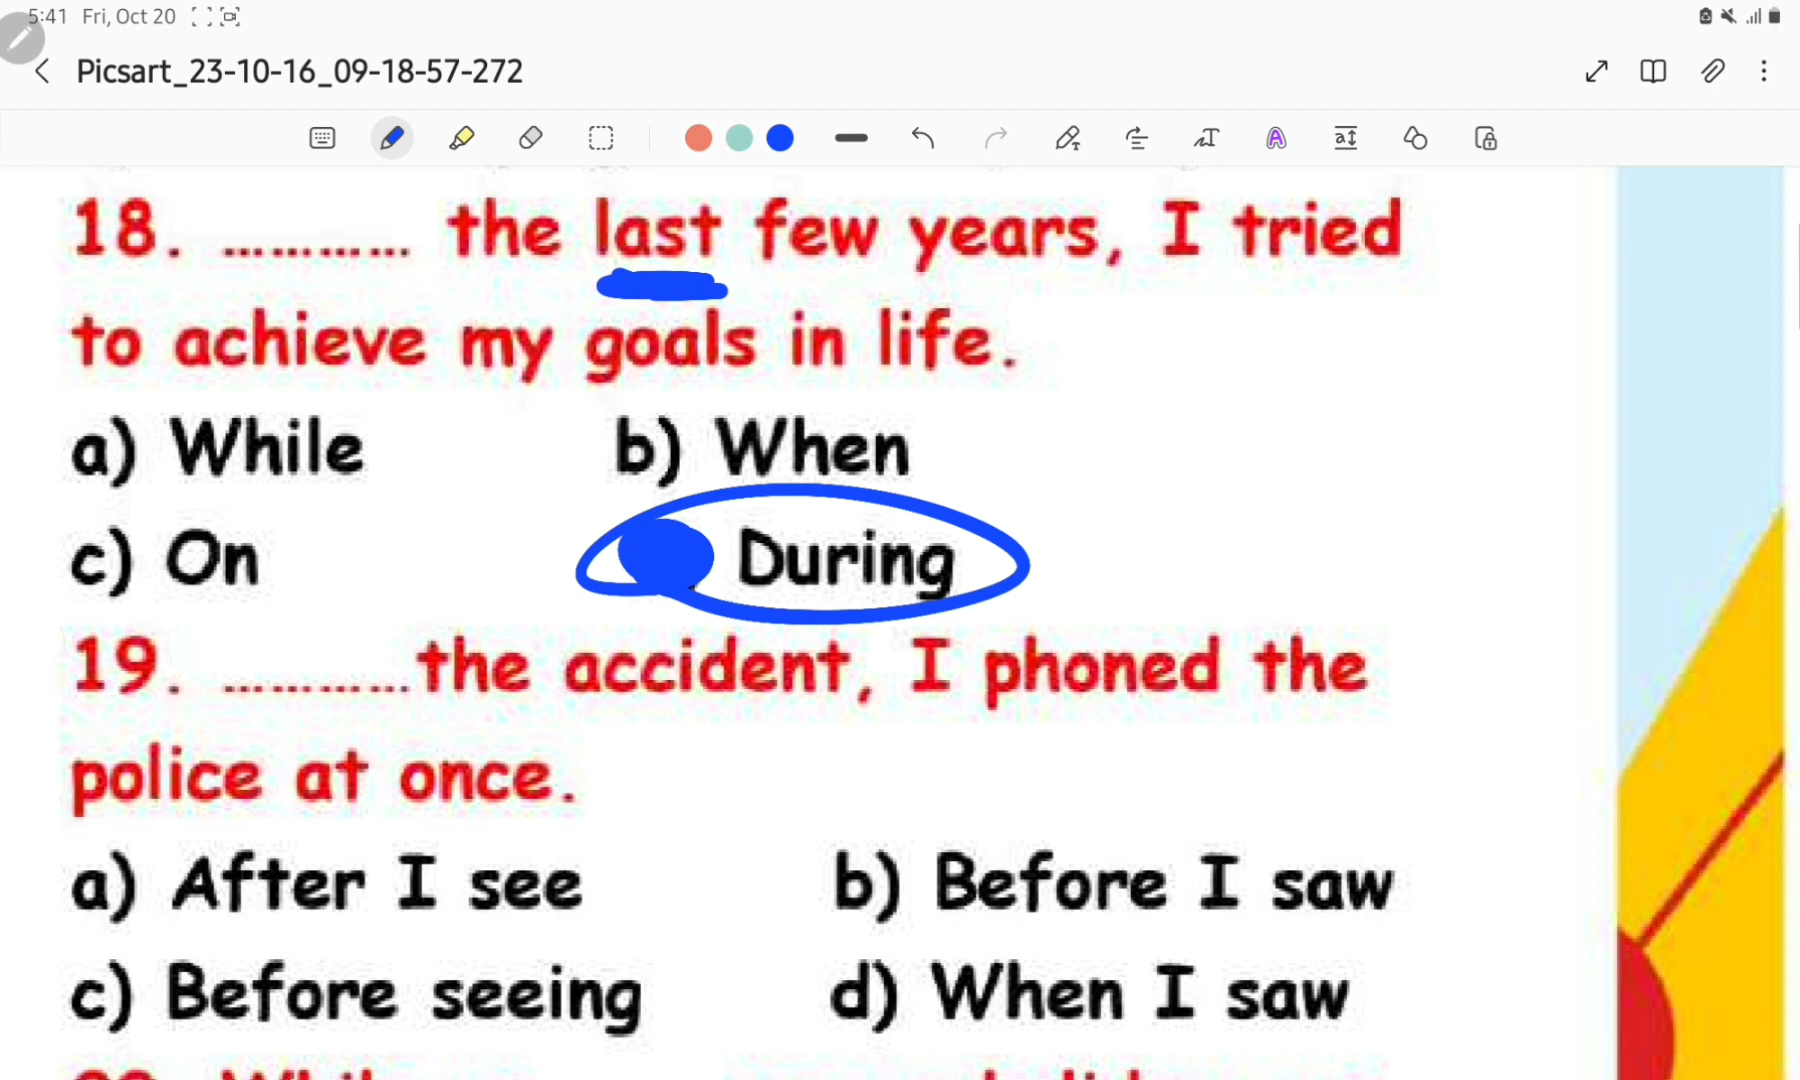 5:41 Fri, Oct 20
Picsart_23-10-16_09-18-57-272
18. ............ the last few years, I tried
to achieve my goals in life.
a) While b) When
c) On During
19. ............the accident, I phoned the
police at once.
a) After I see b) Before I saw
c) Before seeing d) When I saw